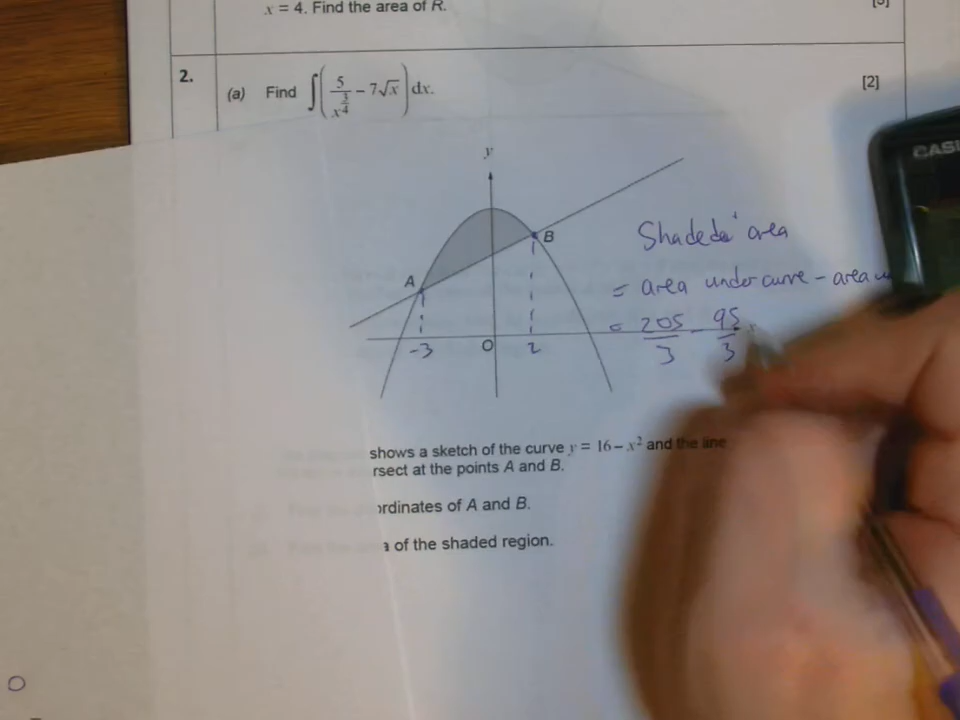 x = 4. Find the area of R.
2.
(a) Find ∫(5/x^(3/4) − 7√x) dx. [2]
y
CASI
B
Shaded area
A
= area under curve – area
= 205/3 – 95/3
-3 O 2
shows a sketch of the curve y = 16 – x² and the line
rsect at the points A and B.
ordinates of A and B.
a of the shaded region.